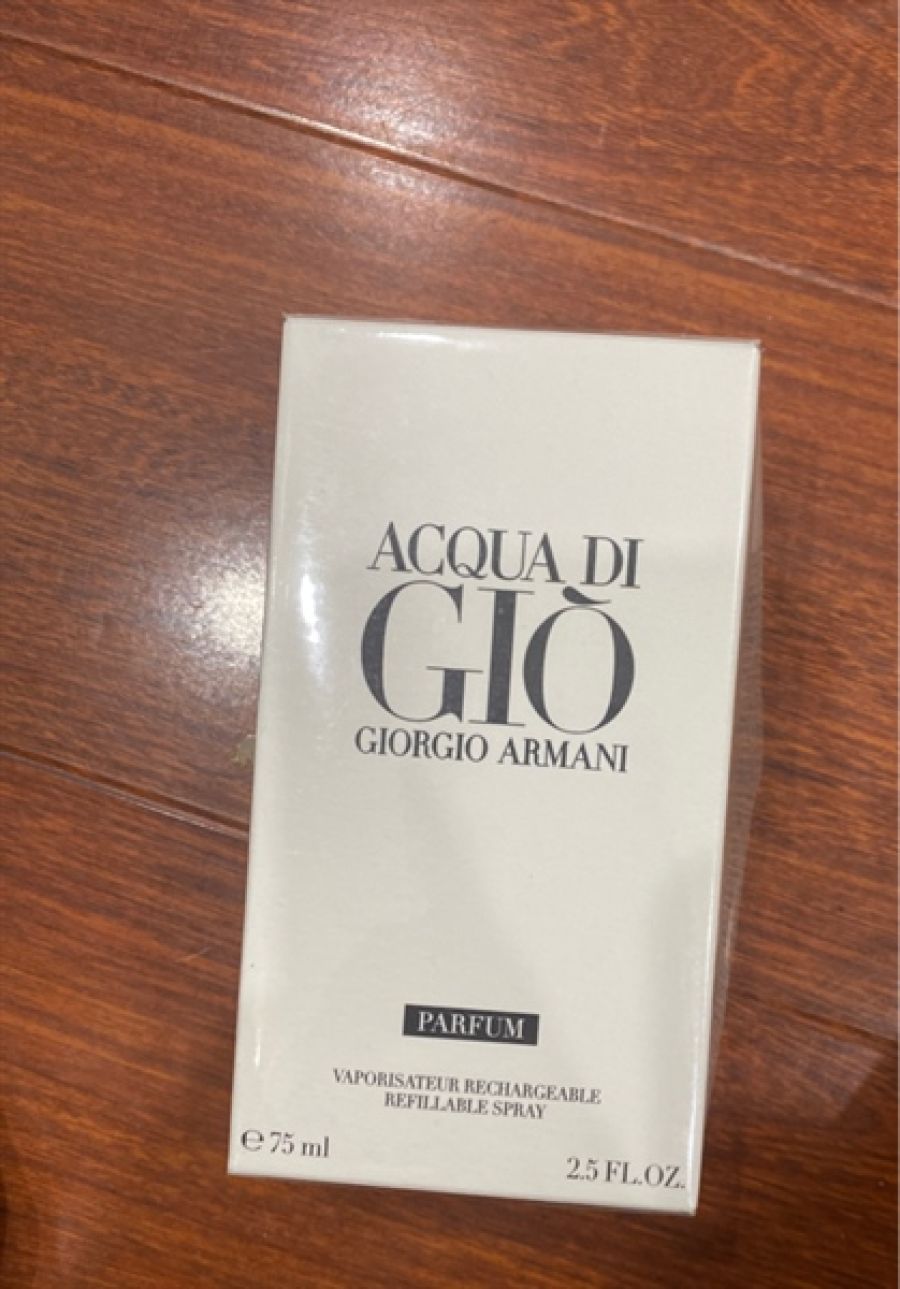 ACQUA DI
GIÒ
GIORGIO ARMANI
PARFUM
VAPORISATEUR RECHARGEABLE
REFILLABLE SPRAY
℮ 75 ml
2.5 FL.OZ.